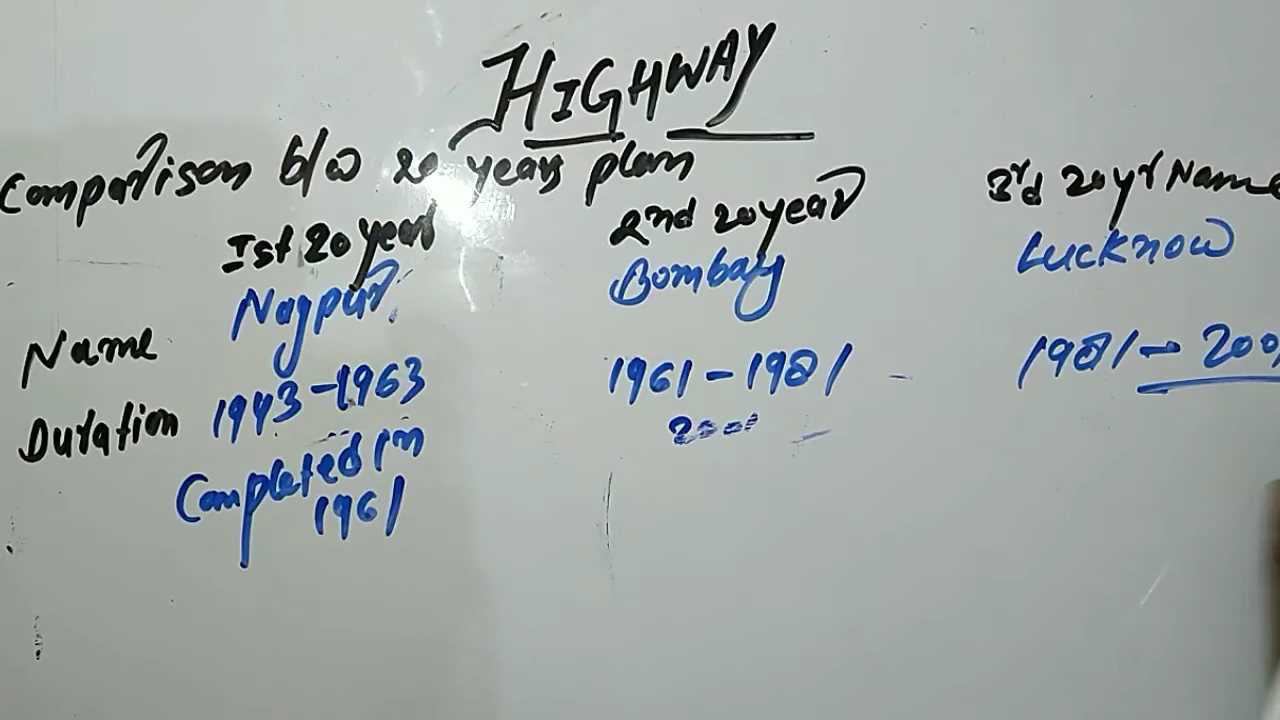 HIGHWAY
Comparison b/w 20 years plan
Ist 20 year 2nd 20year 3rd 20yr Name
Name Nagpur Bombay Lucknow
Duration 1943-1963 1961-1981 1981-200
Completed in 2001
1961